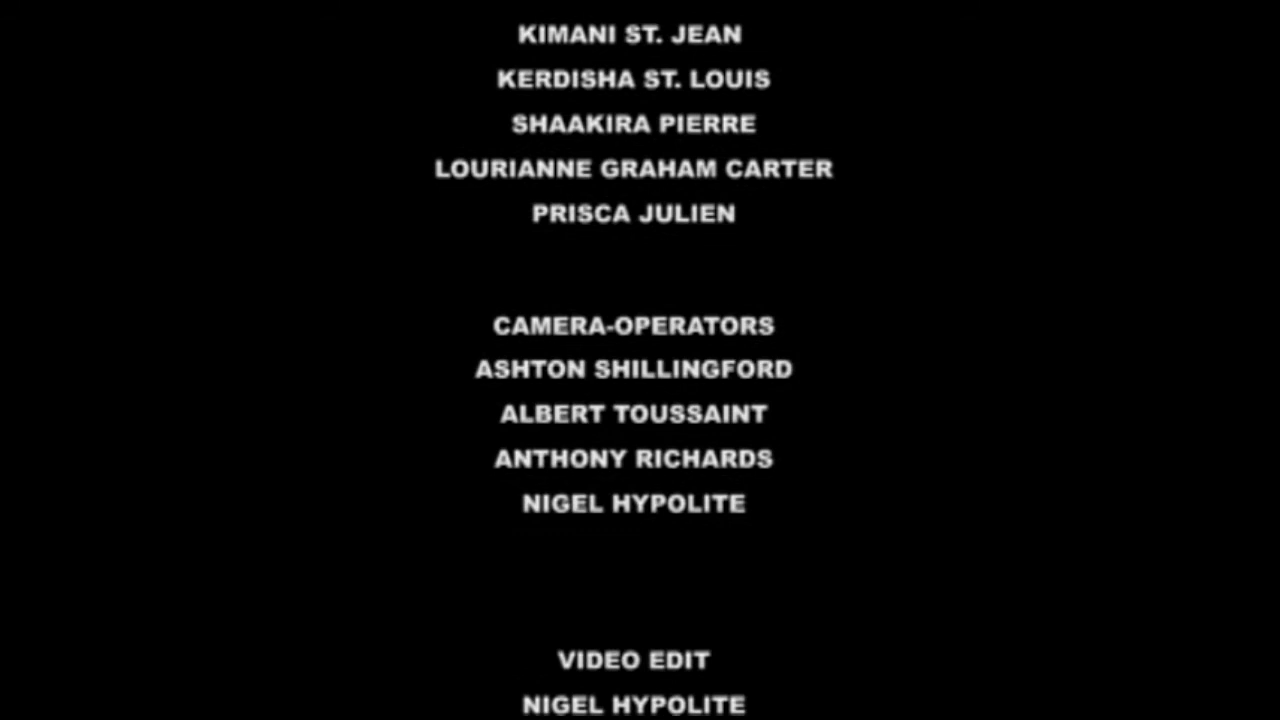 KIMANI ST. JEAN
KERDISHA ST. LOUIS
SHAAKIRA PIERRE
LOURIANNE GRAHAM CARTER
PRISCA JULIEN
CAMERA-OPERATORS
ASHTON SHILLINGFORD
ALBERT TOUSSAINT
ANTHONY RICHARDS
NIGEL HYPOLITE
VIDEO EDIT
NIGEL HYPOLITE